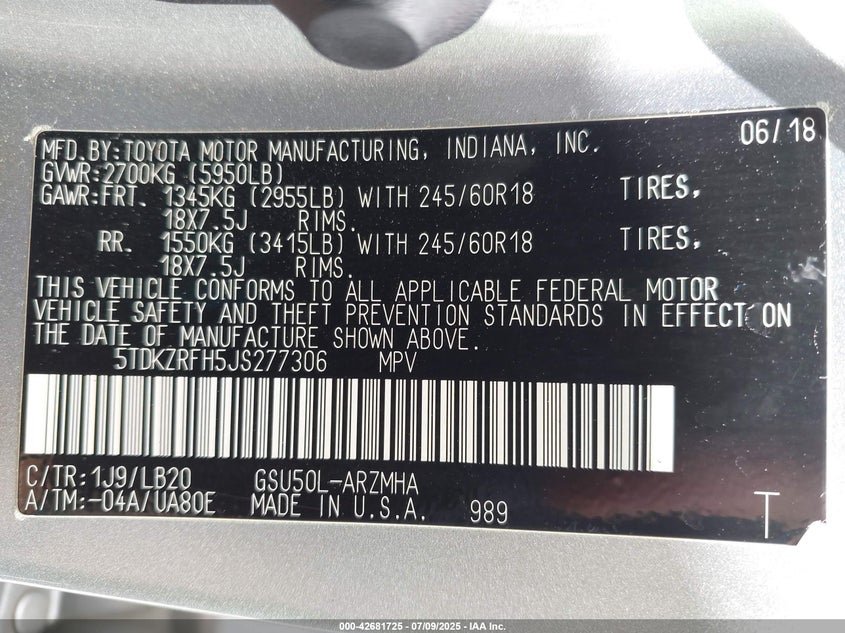 06/18
MFD.BY:TOYOTA MOTOR MANUFACTURING, INDIANA, INC.
GVWR:2700KG (5950LB)
GAWR:FRT. 1345KG (2955LB) WITH 245/60R18 TIRES,
18X7.5J RIMS.
RR. 1550KG (3415LB) WITH 245/60R18 TIRES,
18X7.5J RIMS.
THIS VEHICLE CONFORMS TO ALL APPLICABLE FEDERAL MOTOR
VEHICLE SAFETY AND THEFT PREVENTION STANDARDS IN EFFECT ON
THE DATE OF MANUFACTURE SHOWN ABOVE.
5TDKZRFH5JS277306 MPV
C/TR:1J9/LB20 GSU50L-ARZMHA
A/TM:-04A/UA80E MADE IN U.S.A. 989 T
000-42681725 - 07/09/2025 - IAA Inc.